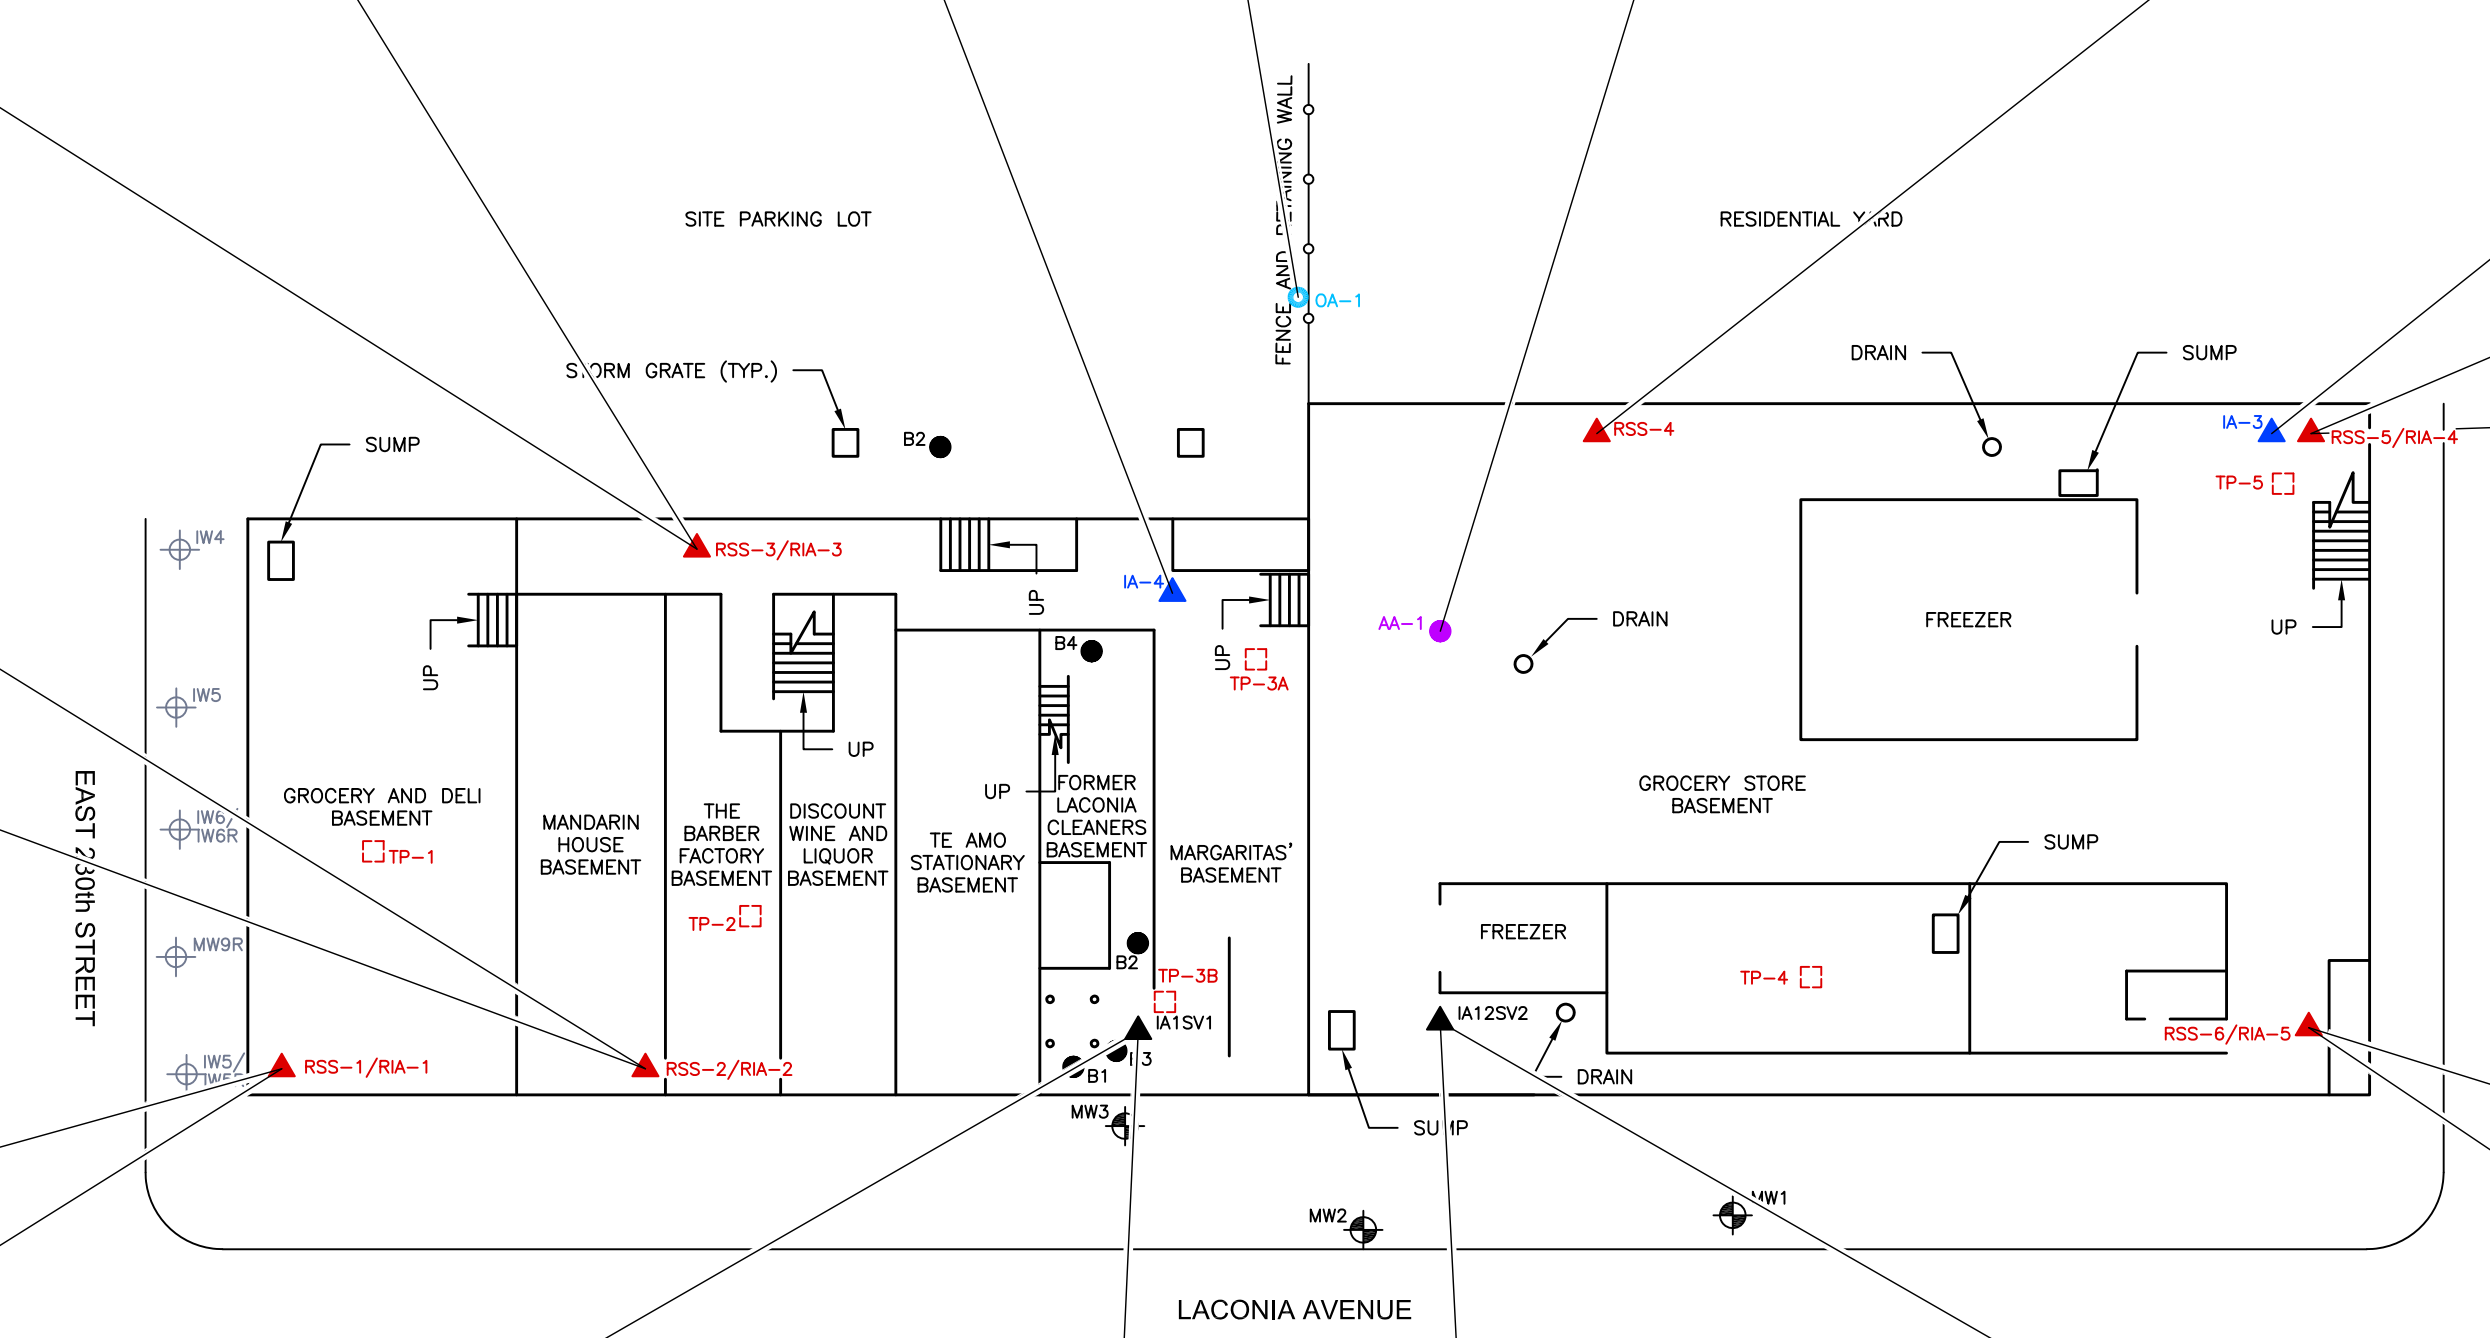 FENCE AND RETAINING WALL
SITE PARKING LOT
RESIDENTIAL YARD
OA-1
STORM GRATE (TYP.)
DRAIN
SUMP
SUMP
B2
RSS-4
IA-3
RSS-5/RIA-4
TP-5
IW4
RSS-3/RIA-3
IA-4
UP
UP
AA-1
DRAIN
FREEZER
UP
UP
B4
UP
TP-3A
IW5
UP
UP
FORMER
LACONIA
CLEANERS
BASEMENT
GROCERY STORE
BASEMENT
EAST 230th STREET
GROCERY AND DELI
BASEMENT
IW6/
IW6R
TP-1
MANDARIN
HOUSE
BASEMENT
THE
BARBER
FACTORY
BASEMENT
DISCOUNT
WINE AND
LIQUOR
BASEMENT
TE AMO
STATIONARY
BASEMENT
MARGARITAS'
BASEMENT
SUMP
TP-2
FREEZER
MW9R
B2
TP-3B
TP-4
IA1SV1
IA12SV2
RSS-6/RIA-5
IW5/
RSS-1/RIA-1
RSS-2/RIA-2
B1
DRAIN
MW3
SUMP
MW2
MW1
LACONIA AVENUE